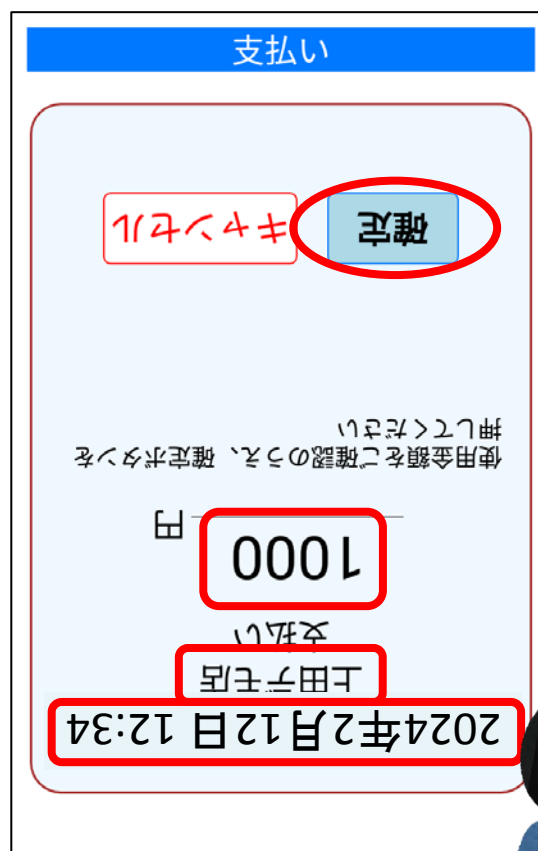 支払い
2024年2月12日 12:34
上田デモ店
支払い
1000
円
使用金額をご確認のうえ、確定ボタンを
押してください
確定
キャンセル